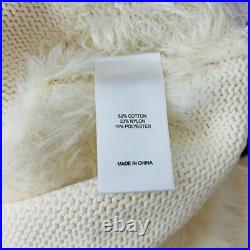 52% COTTON
33% NYLON
15% POLYESTER
MADE IN CHINA